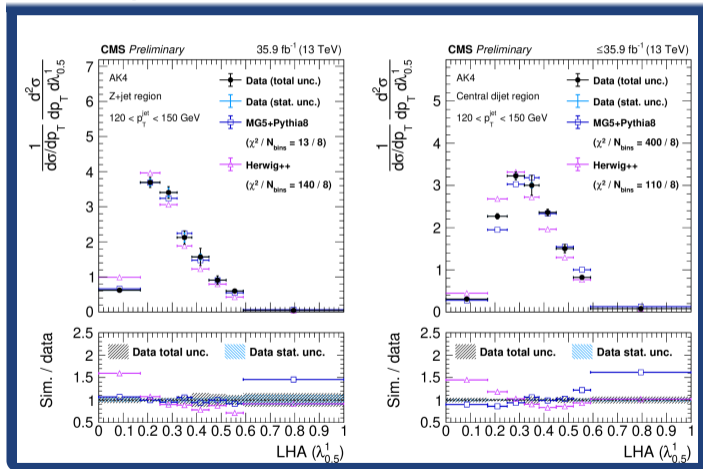 CMS Preliminary 35.9 fb⁻¹ (13 TeV)
AK4
Z+jet region
120 < p_T^jet < 150 GeV
Data (total unc.)
Data (stat. unc.)
MG5+Pythia8
(χ² / N_bins = 13 / 8)
Herwig++
(χ² / N_bins = 140 / 8)
1/(dσ/dp_T) d²σ/(dp_T dλ¹_0.5)
7
6
5
4
3
2
1
0
Data total unc. Data stat. unc.
Sim. / data
2.5
2
1.5
1
0.5
0 0.1 0.2 0.3 0.4 0.5 0.6 0.7 0.8 0.9 1
LHA (λ¹_0.5)
CMS Preliminary ≤35.9 fb⁻¹ (13 TeV)
AK4
Central dijet region
120 < p_T^jet < 150 GeV
Data (total unc.)
Data (stat. unc.)
MG5+Pythia8
(χ² / N_bins = 400 / 8)
Herwig++
(χ² / N_bins = 110 / 8)
1/(dσ/dp_T) d²σ/(dp_T dλ¹_0.5)
5
4
3
2
1
0
Data total unc. Data stat. unc.
Sim. / data
2.5
2
1.5
1
0.5
0 0.1 0.2 0.3 0.4 0.5 0.6 0.7 0.8 0.9 1
LHA (λ¹_0.5)